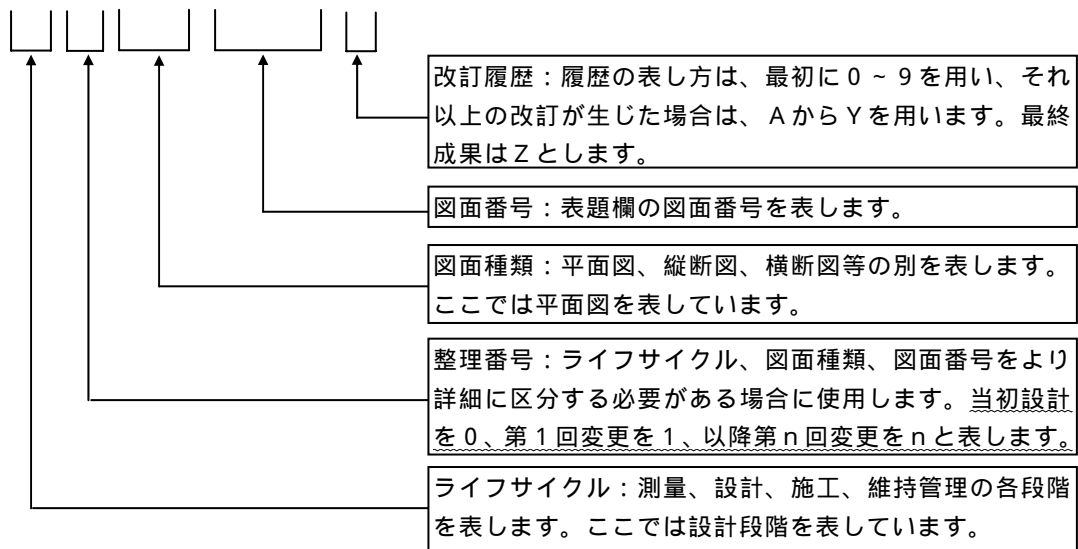 改訂履歴：履歴の表し方は、最初に０～９を用い、それ
以上の改訂が生じた場合は、ＡからＹを用います。最終
成果はＺとします。
図面番号：表題欄の図面番号を表します。
図面種類：平面図、縦断図、横断図等の別を表します。
ここでは平面図を表しています。
整理番号：ライフサイクル、図面種類、図面番号をより
詳細に区分する必要がある場合に使用します。当初設計
を０、第１回変更を１、以降第ｎ回変更をｎと表します。
ライフサイクル：測量、設計、施工、維持管理の各段階
を表します。ここでは設計段階を表しています。